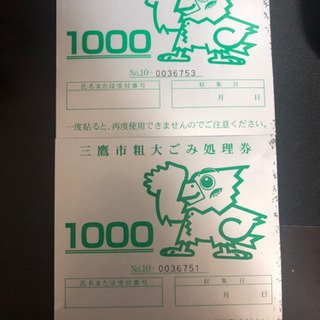 1000
No.10- 0036753
氏名または受付番号
収集日
月 日
一度貼ると、再度使用できませんのでご注意ください。
三鷹市粗大ごみ処理券
1000
No.10- 0036751
氏名または受付番号
収集日
月 日